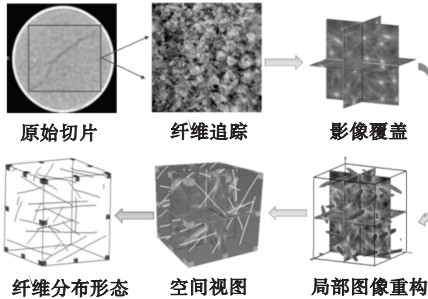 原始切片
纤维追踪
影像覆盖
纤维分布形态
空间视图
局部图像重构